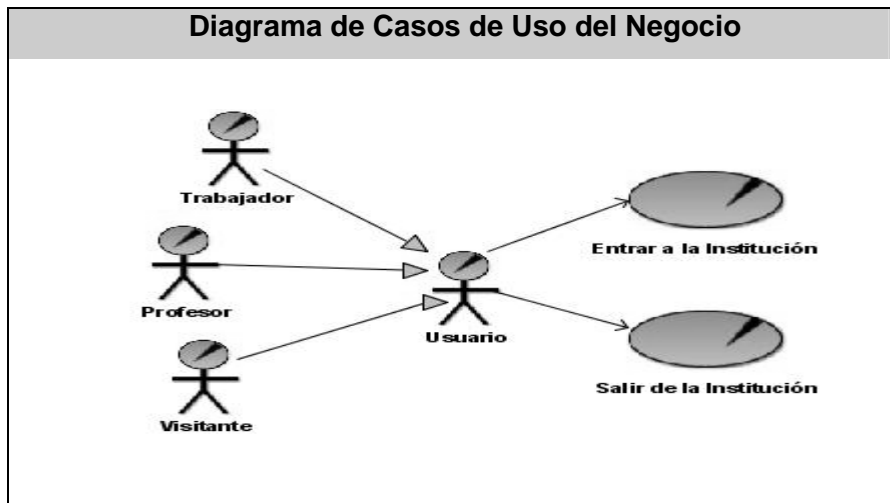 Diagrama de Casos de Uso del Negocio
Trabajador
Entrar a la Institución
Profesor
Usuario
Salir de la Institución
Visitante